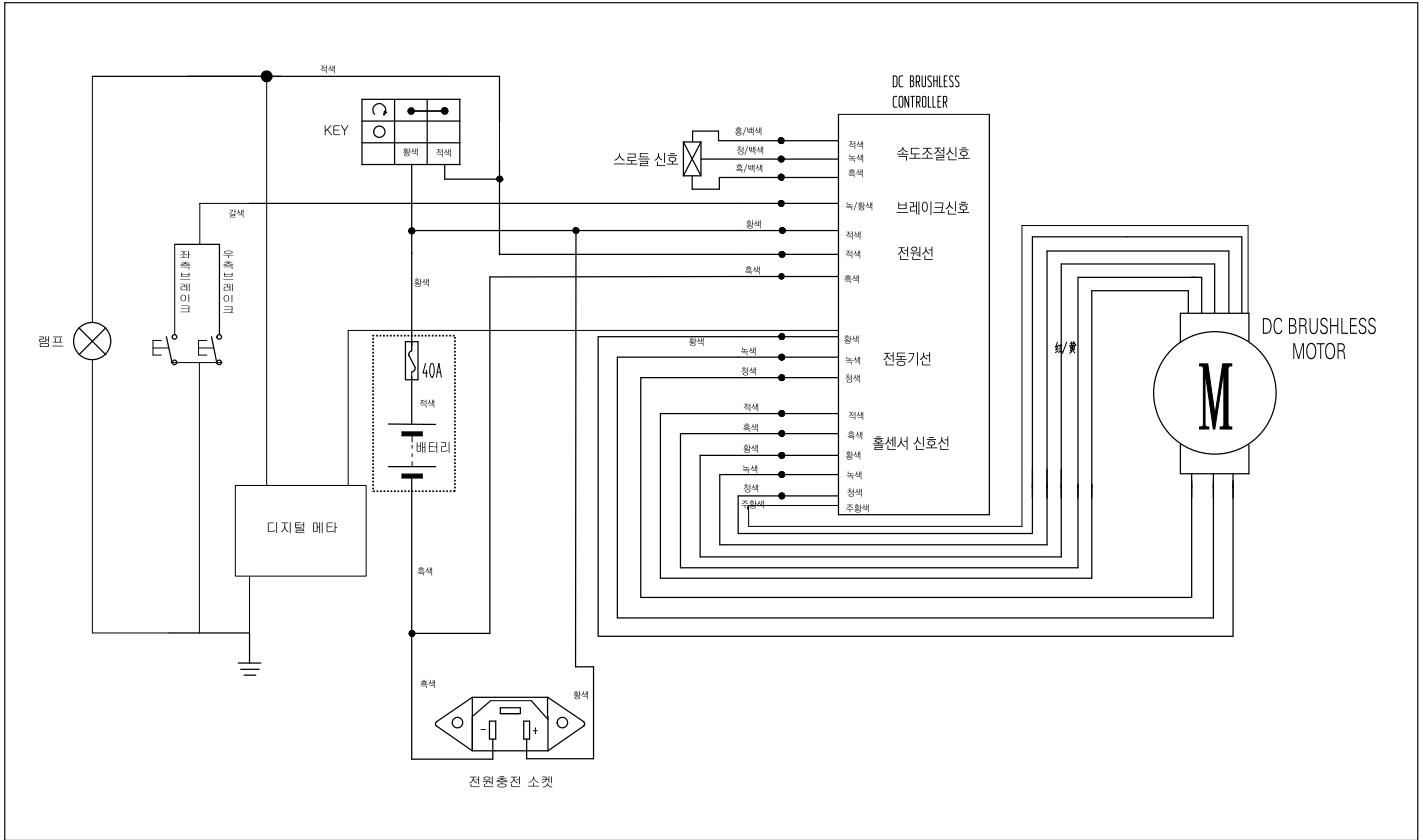 적색
DC BRUSHLESS
CONTROLLER
KEY
황색
적색
스로틀 신호
홍/백색
청/백색
흑/백색
적색
녹색
흑색
속도조절신호
갈색
녹/황색
브레이크신호
황색
적색
적색
전원선
흑색
흑색
좌측브레이크
우측브레이크
황색
램프
40A
적색
배터리
황색
녹색
청색
황색
녹색
청색
전동기선
红/黄
DC BRUSHLESS
MOTOR
M
적색
흑색
황색
녹색
청색
주황색
적색
흑색
황색
녹색
청색
주황색
홀센서 신호선
디지털 메타
흑색
흑색
황색
-
+
전원충전 소켓